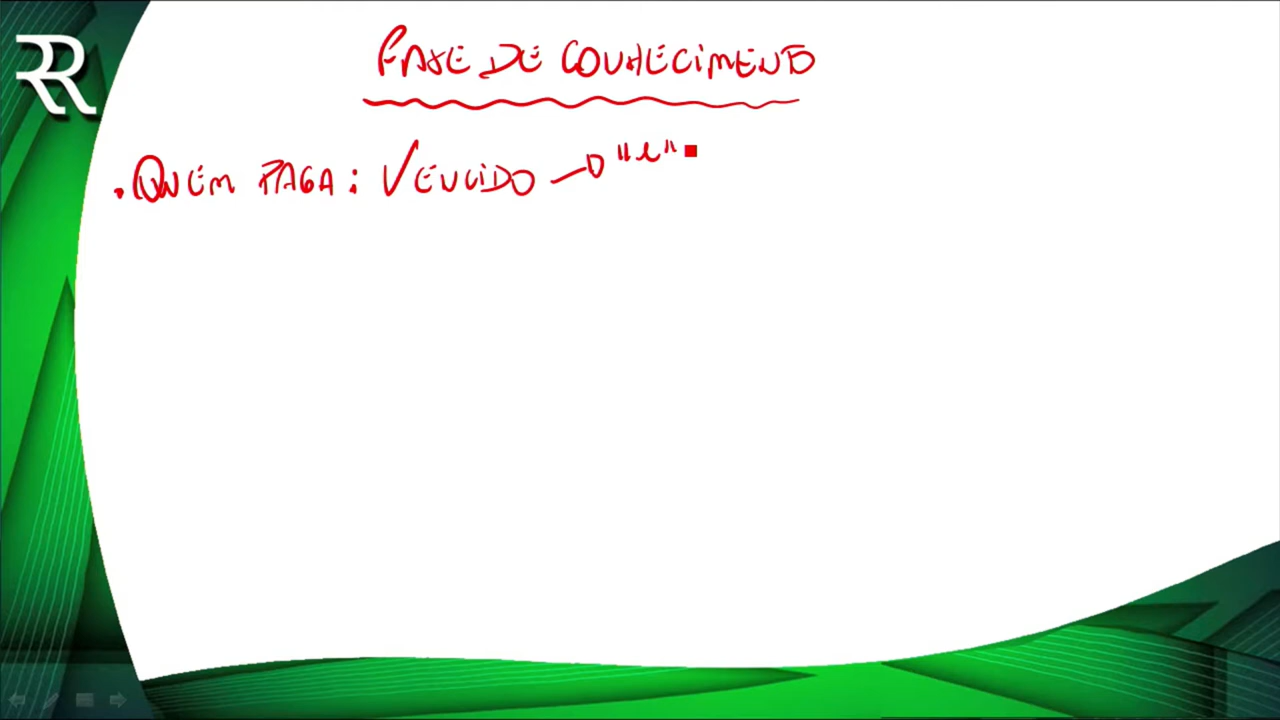 FASE DE CONHECIMENTO
. QUEM PAGA : VENCIDO